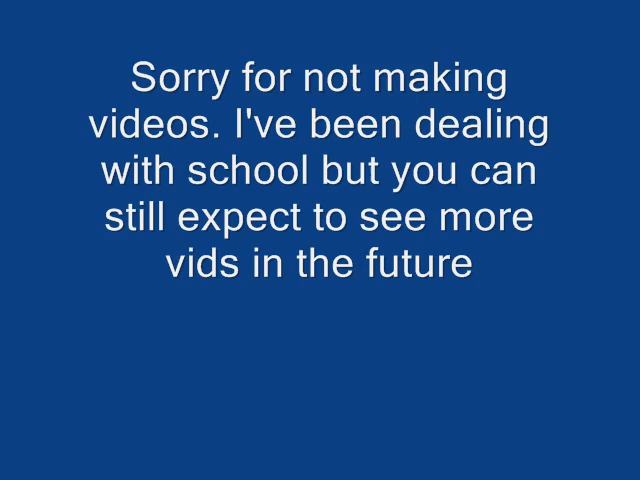 Sorry for not making
videos. I've been dealing
with school but you can
still expect to see more
vids in the future